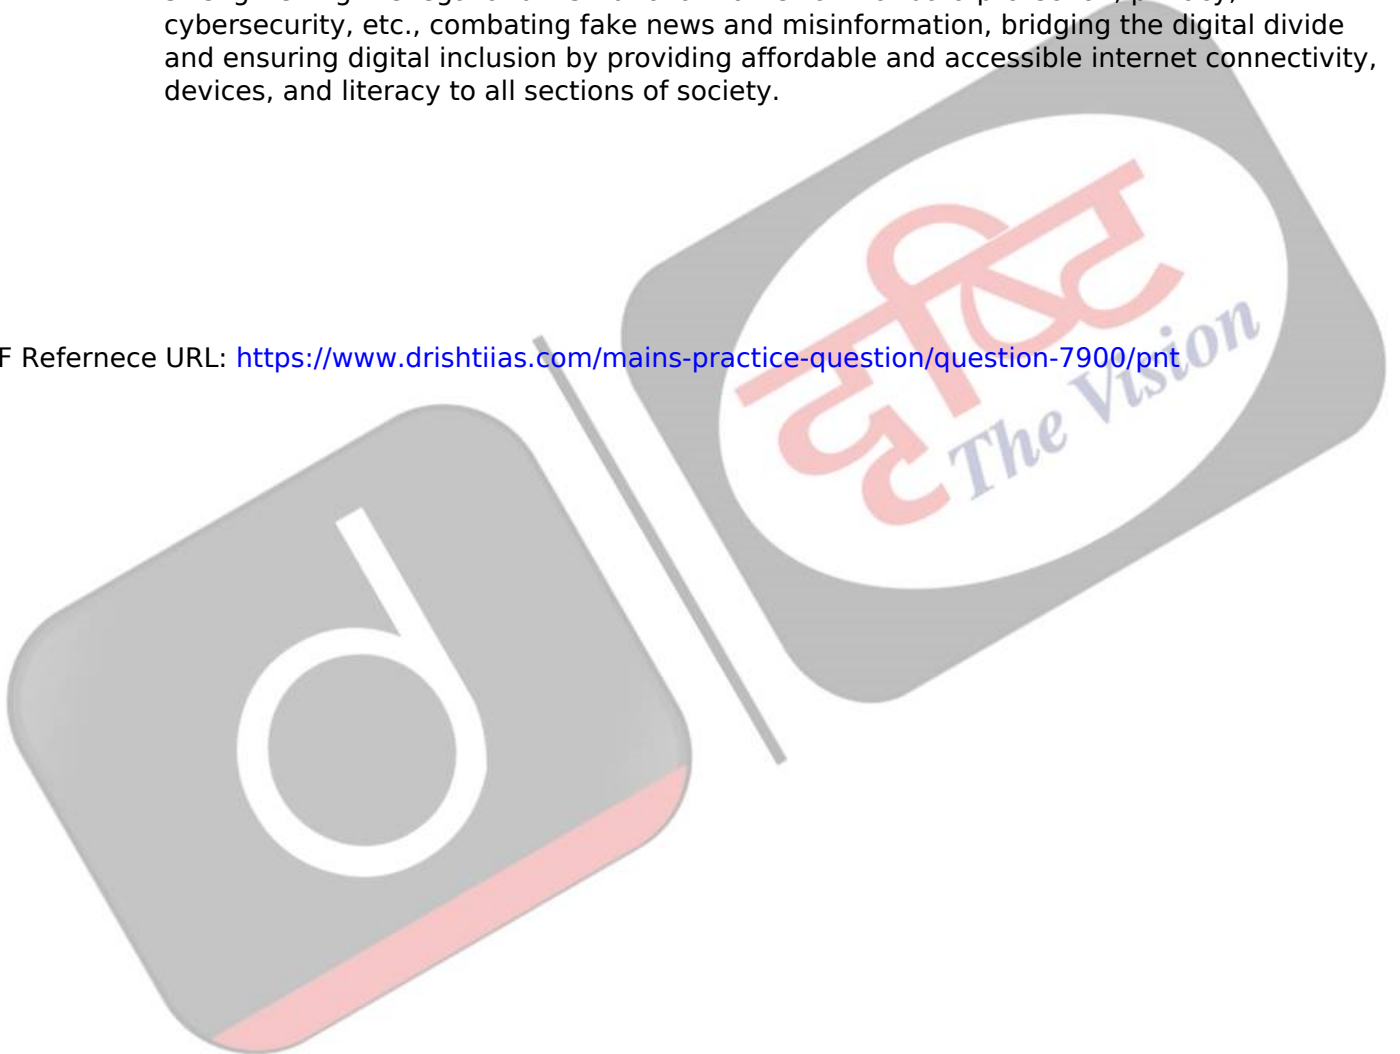 cybersecurity, etc., combating fake news and misinformation, bridging the digital divide
and ensuring digital inclusion by providing affordable and accessible internet connectivity,
devices, and literacy to all sections of society.
F Refernece URL: https://www.drishtiias.com/mains-practice-question/question-7900/pnt
दृष्टि
The Vision
d